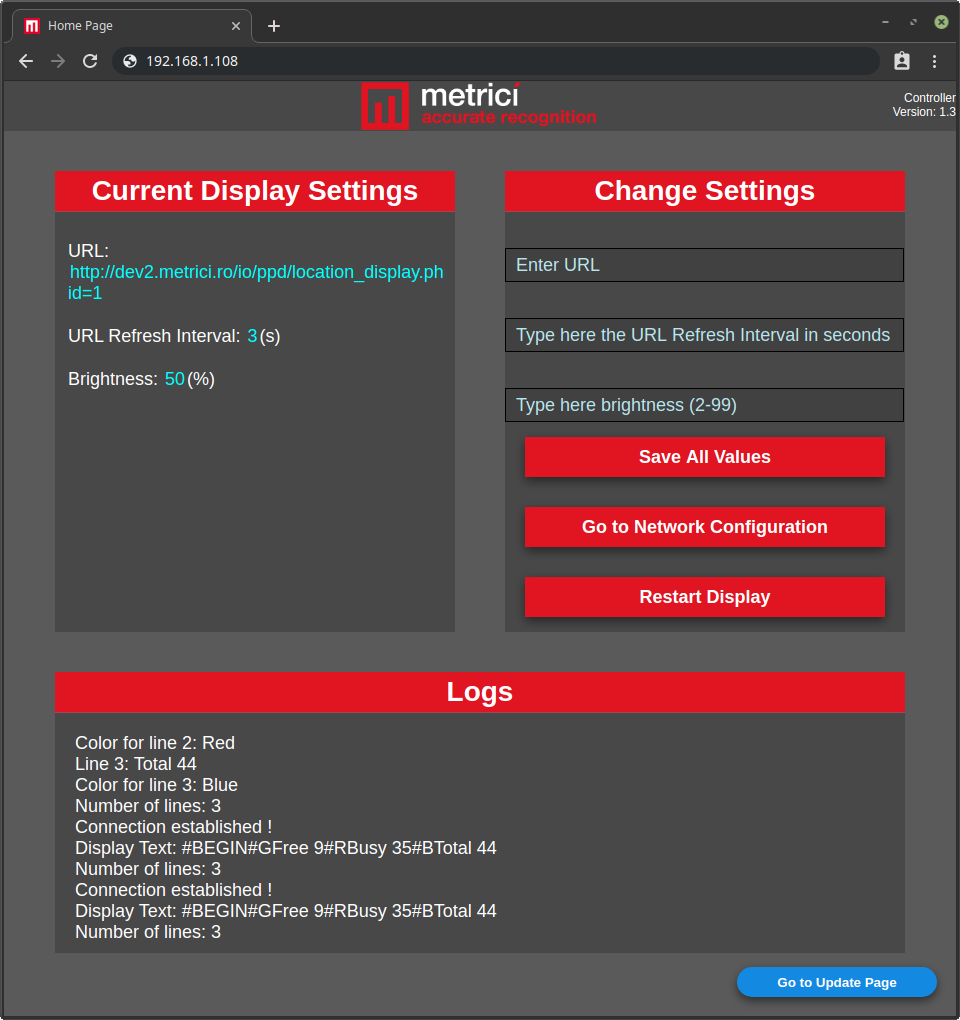 Home Page
192.168.1.108
metrici
accurate recognition
Controller
Version: 1.3
Current Display Settings
URL:
http://dev2.metrici.ro/io/ppd/location_display.ph
id=1
URL Refresh Interval: 3(s)
Brightness: 50(%)
Change Settings
Enter URL
Type here the URL Refresh Interval in seconds
Type here brightness (2-99)
Save All Values
Go to Network Configuration
Restart Display
Logs
Color for line 2: Red
Line 3: Total 44
Color for line 3: Blue
Number of lines: 3
Connection established !
Display Text: #BEGIN#GFree 9#RBusy 35#BTotal 44
Number of lines: 3
Connection established !
Display Text: #BEGIN#GFree 9#RBusy 35#BTotal 44
Number of lines: 3
Go to Update Page